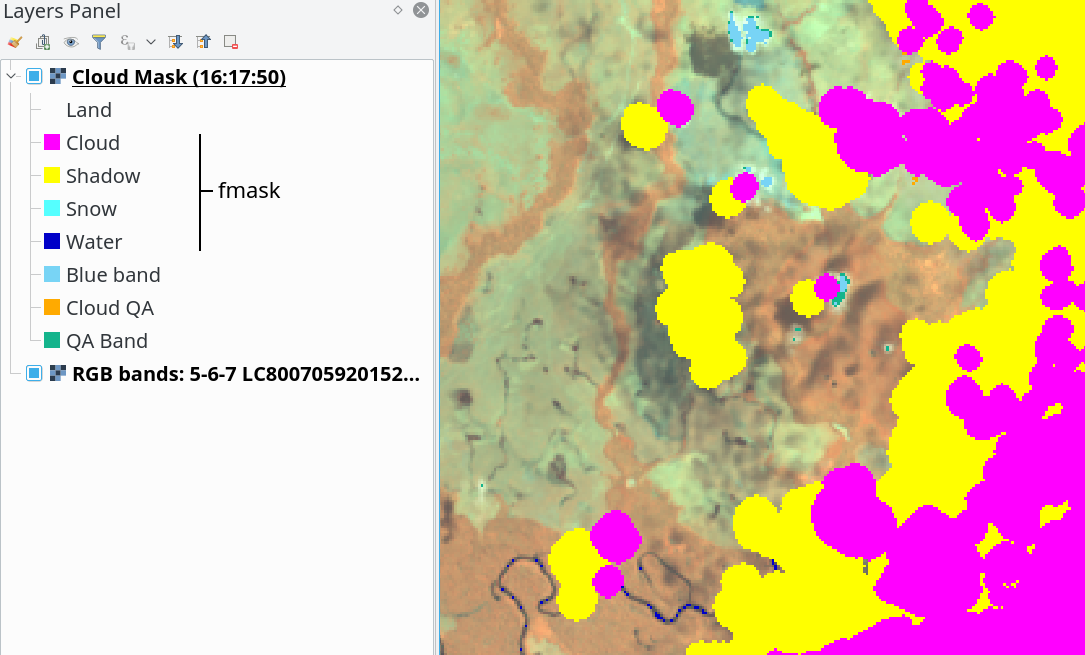 Layers Panel
Cloud Mask (16:17:50)
Land
Cloud
Shadow
fmask
Snow
Water
Blue band
Cloud QA
QA Band
RGB bands: 5-6-7 LC800705920152...